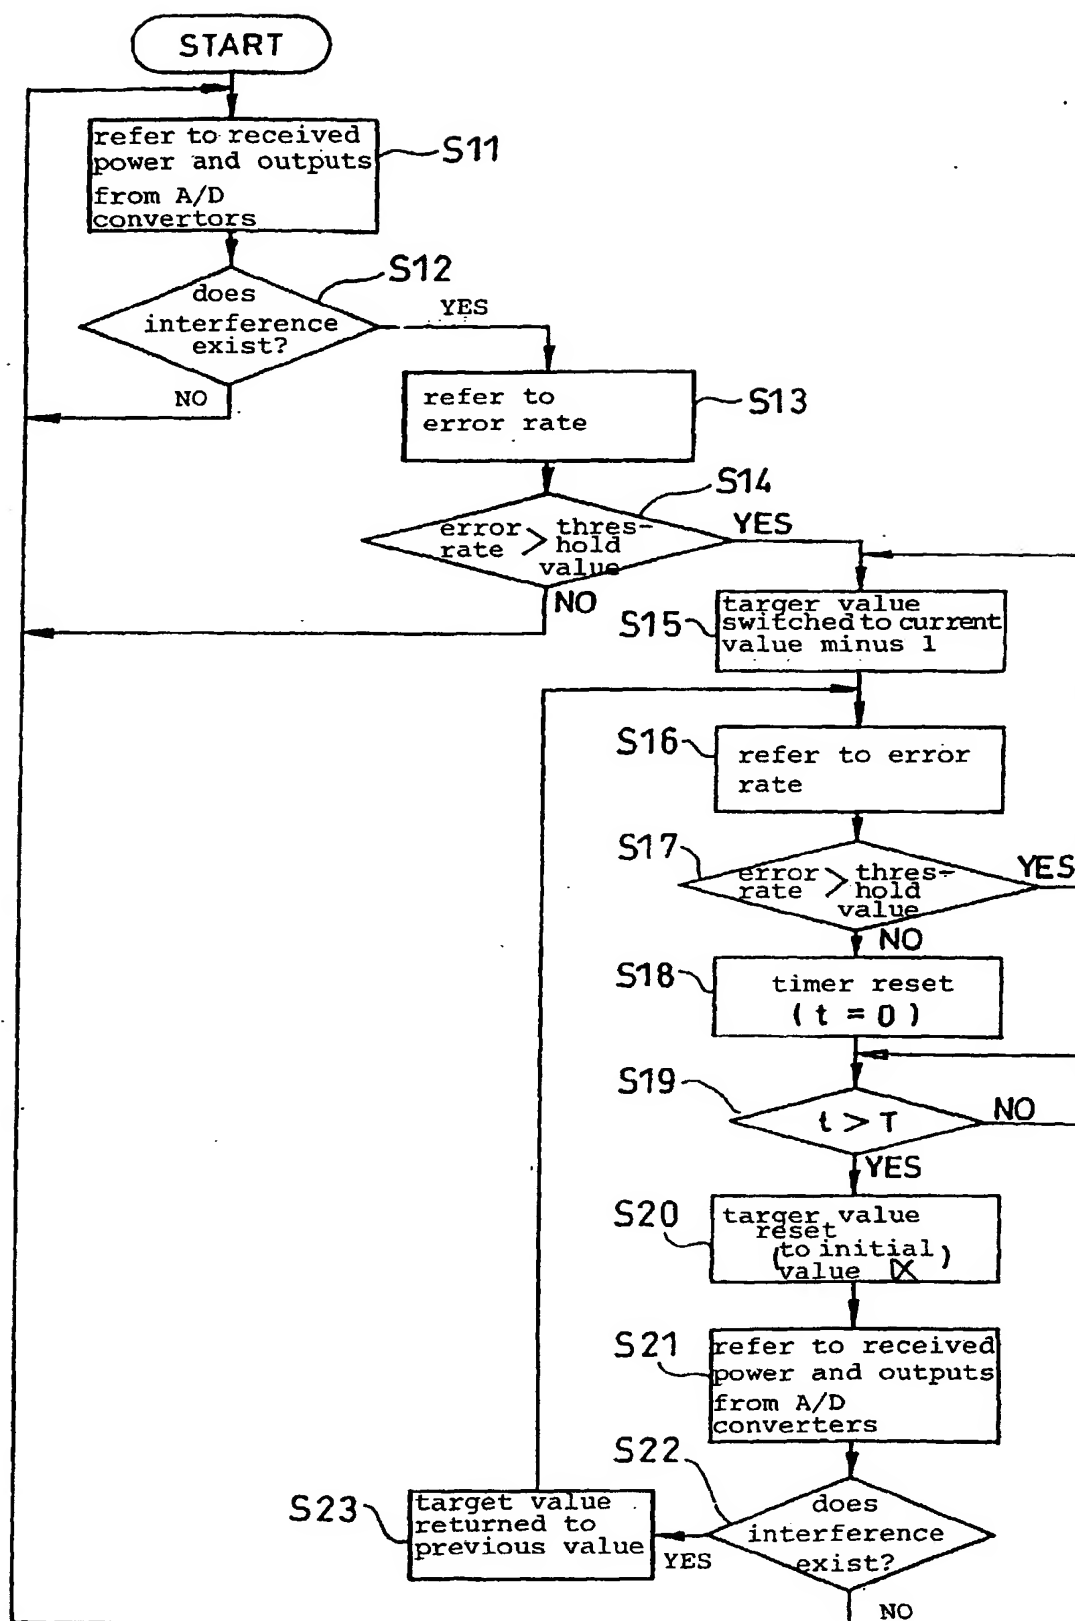 START
refer to received
power and outputs
from A/D
convertors
S11
S12
does
interference
exist?
YES
NO
refer to
error rate
S13
S14
error > thres-
rate hold
value
YES
NO
S15
targer value
switched to current
value minus 1
S16
refer to error
rate
S17
error > thres-
rate hold
value
YES
NO
S18
timer reset
( t = 0 )
S19
t > T
NO
YES
S20
targer value
reset
(to initial)
value
S21
refer to received
power and outputs
from A/D
converters
S22
does
interference
exist?
YES
NO
S23
target value
returned to
previous value